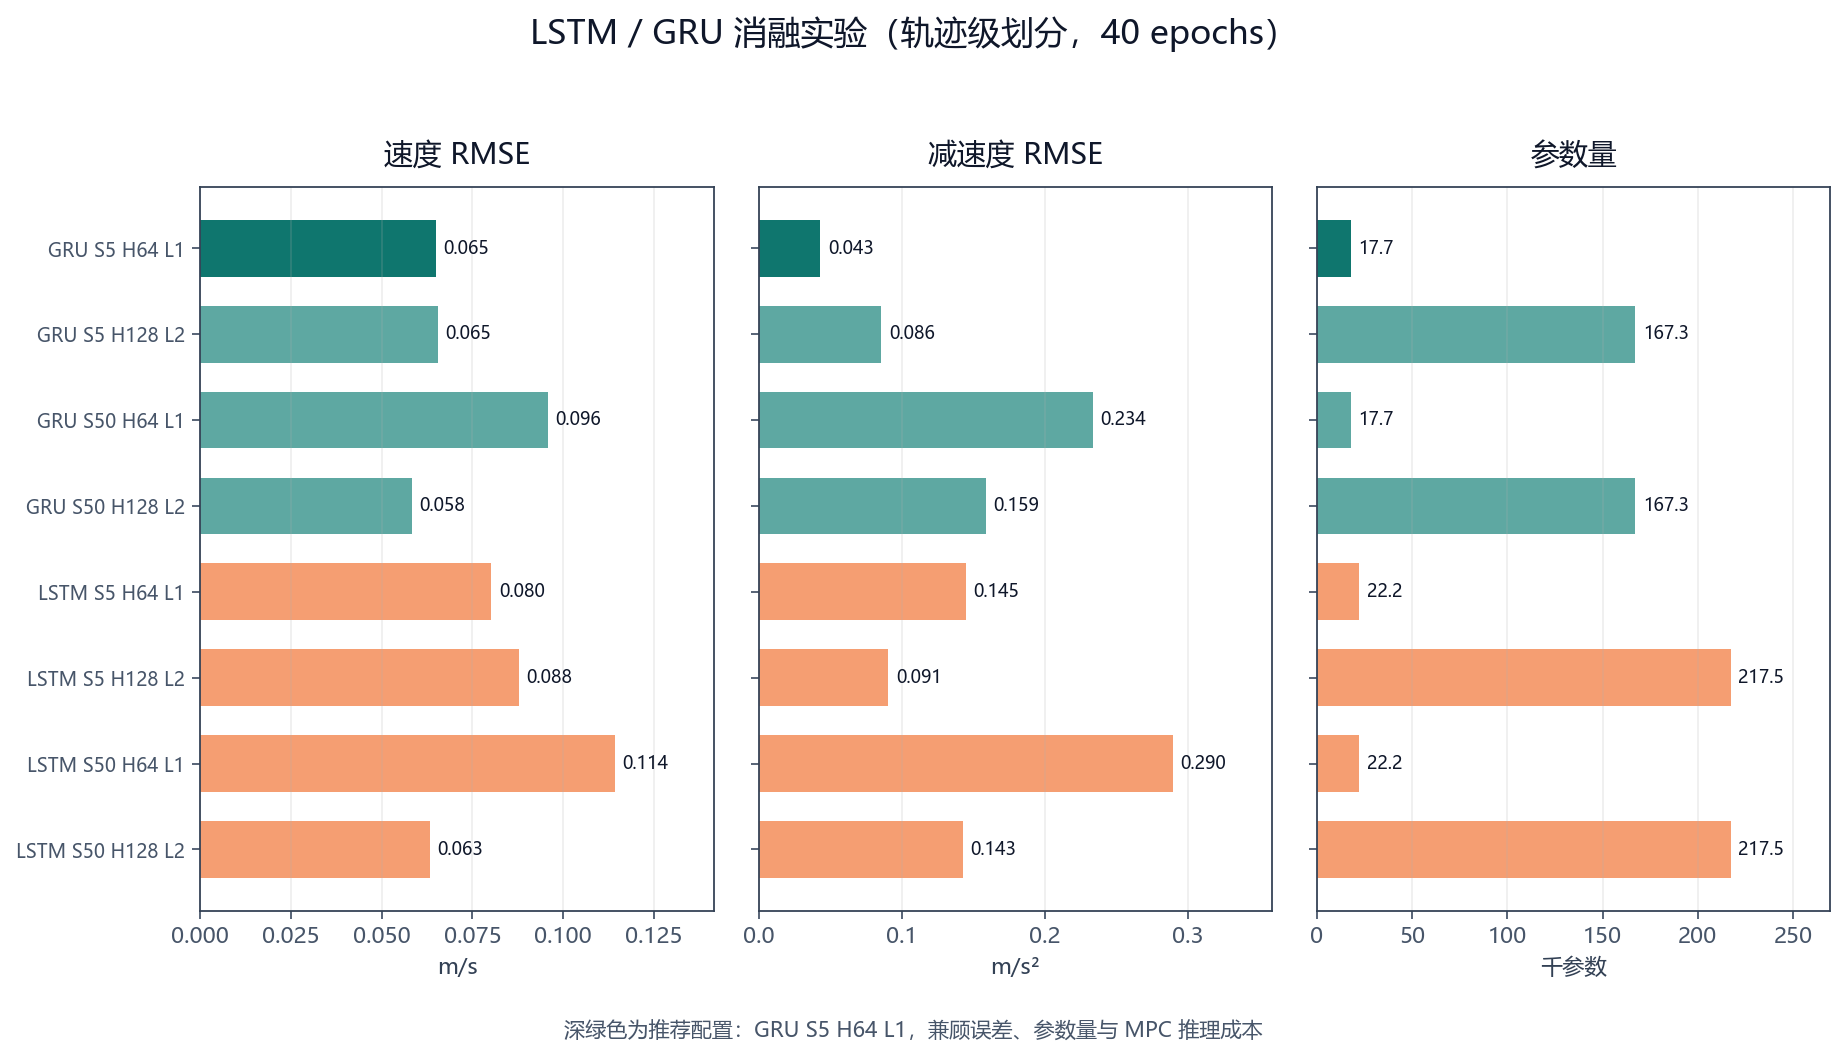 LSTM / GRU 消融实验（轨迹级划分，40 epochs）
速度 RMSE
减速度 RMSE
参数量
GRU S5 H64 L1
0.065
0.043
17.7
GRU S5 H128 L2
0.065
0.086
167.3
GRU S50 H64 L1
0.096
0.234
17.7
GRU S50 H128 L2
0.058
0.159
167.3
LSTM S5 H64 L1
0.080
0.145
22.2
LSTM S5 H128 L2
0.088
0.091
217.5
LSTM S50 H64 L1
0.114
0.290
22.2
LSTM S50 H128 L2
0.063
0.143
217.5
0.000 0.025 0.050 0.075 0.100 0.125
0.0 0.1 0.2 0.3
0 50 100 150 200 250
m/s
m/s²
千参数
深绿色为推荐配置：GRU S5 H64 L1，兼顾误差、参数量与 MPC 推理成本